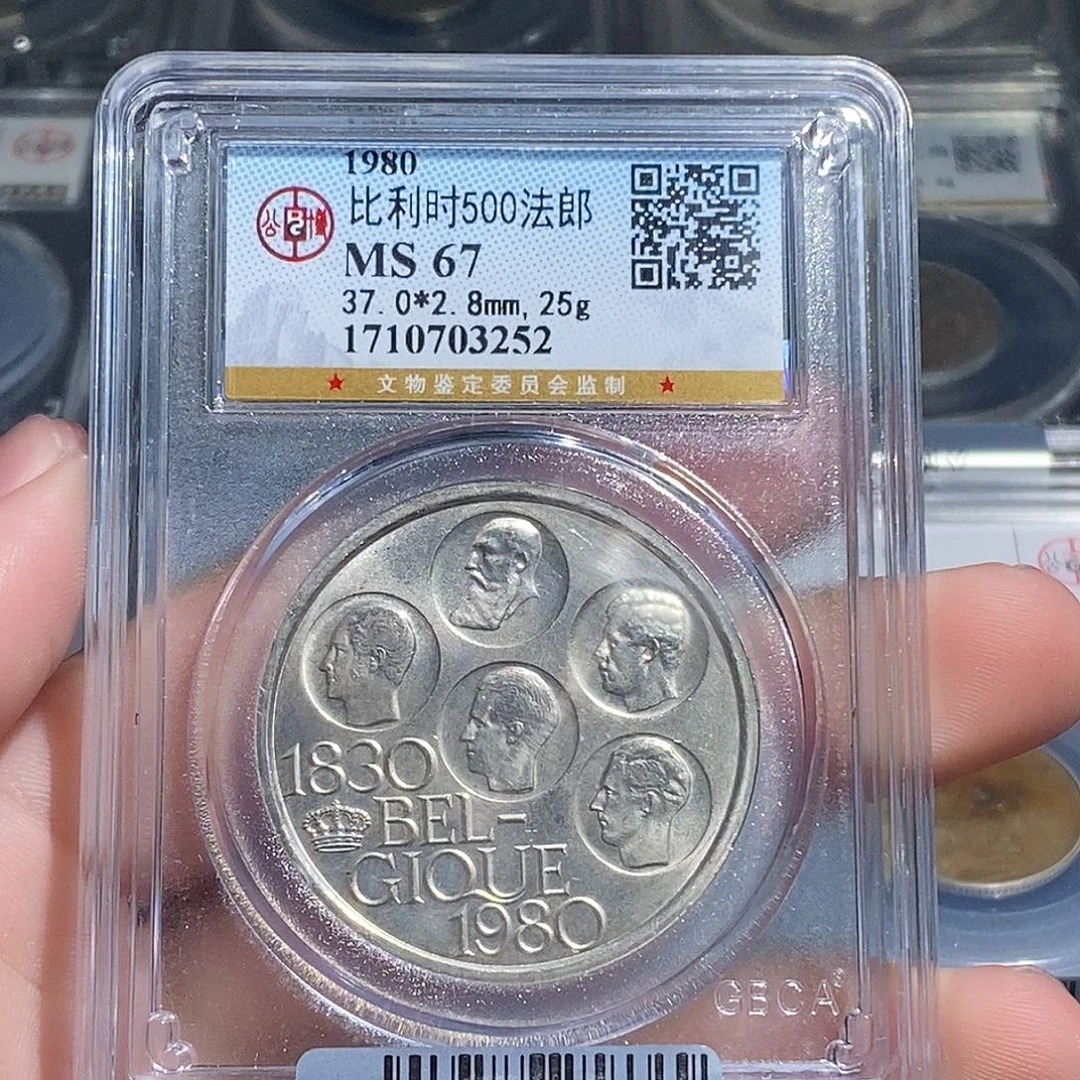 1980
比利时500法郎
MS 67
37.0*2.8mm, 25g
1710703252
★ 文物鉴定委员会监制 ★
1830
BEL-
GIQUE
1980
GBCA